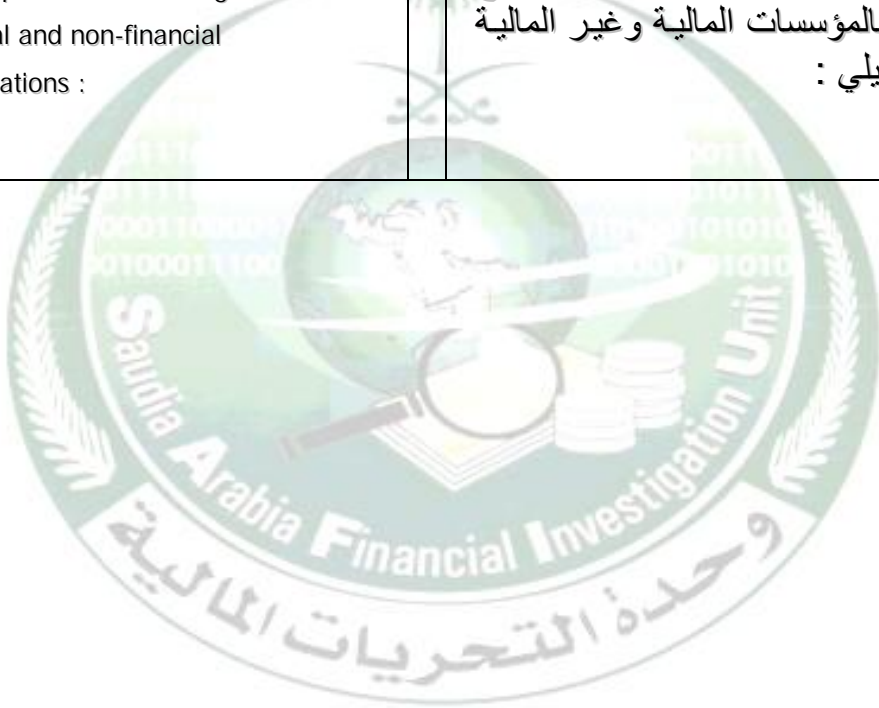 al and non-financial
ations :
المؤسسات المالية وغير المالية
يلي :
Saudia Arabia Financial Investigation Unit
وحدة التحريات المالية